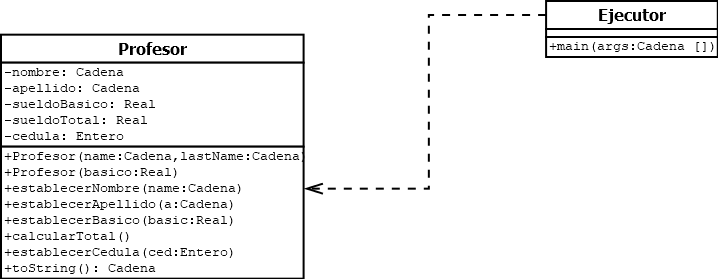 Profesor
-nombre: Cadena
-apellido: Cadena
-sueldoBasico: Real
-sueldoTotal: Real
-cedula: Entero
+Profesor(name:Cadena,lastName:Cadena)
+Profesor(basico:Real)
+establecerNombre(name:Cadena)
+establecerApellido(a:Cadena)
+establecerBasico(basic:Real)
+calcularTotal()
+establecerCedula(ced:Entero)
+toString(): Cadena
Ejecutor
+main(args:Cadena [])